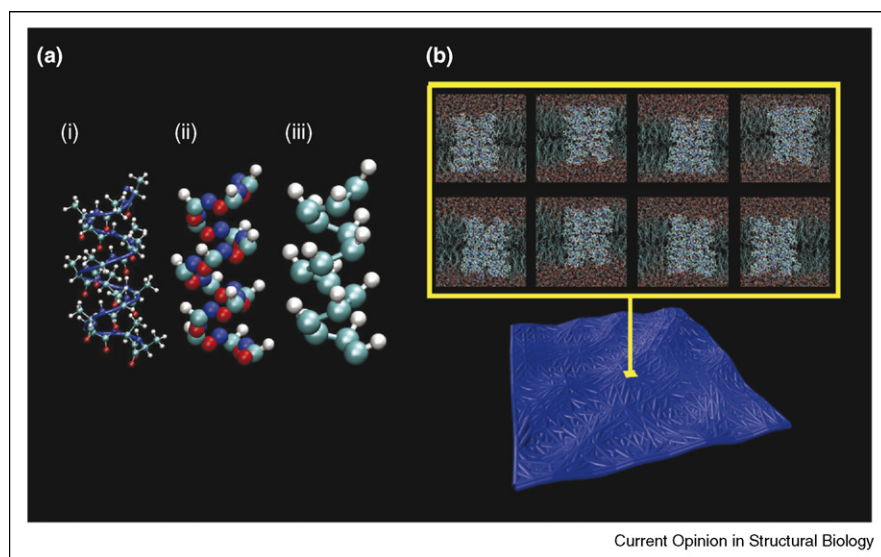 (a)
(b)
(i)
(ii)
(iii)
Current Opinion in Structural Biology